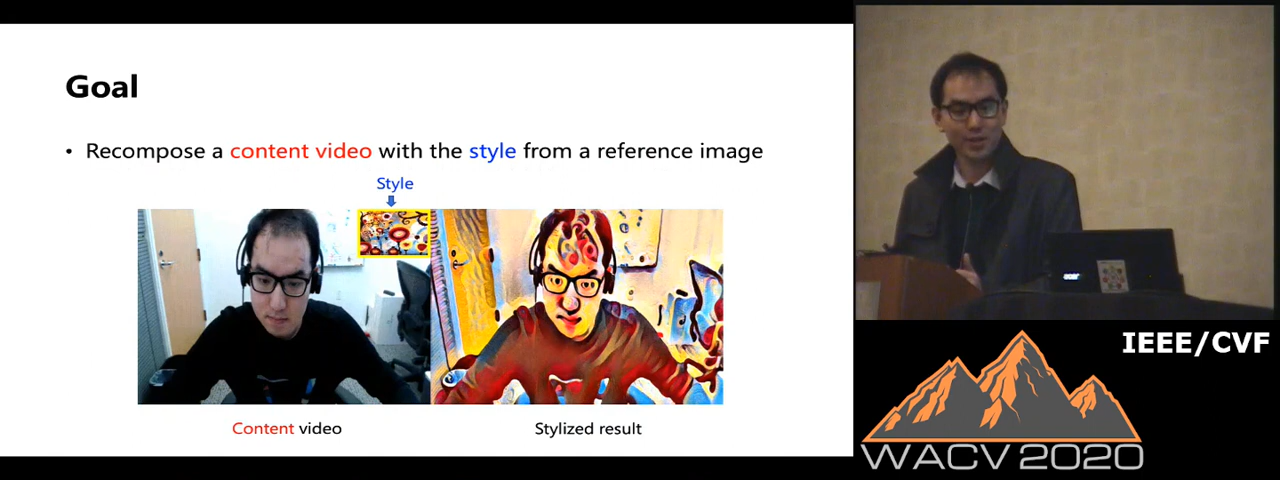 Goal
• Recompose a content video with the style from a reference image
Style
Content video
Stylized result
acer
IEEE/CVF
WACV 2020